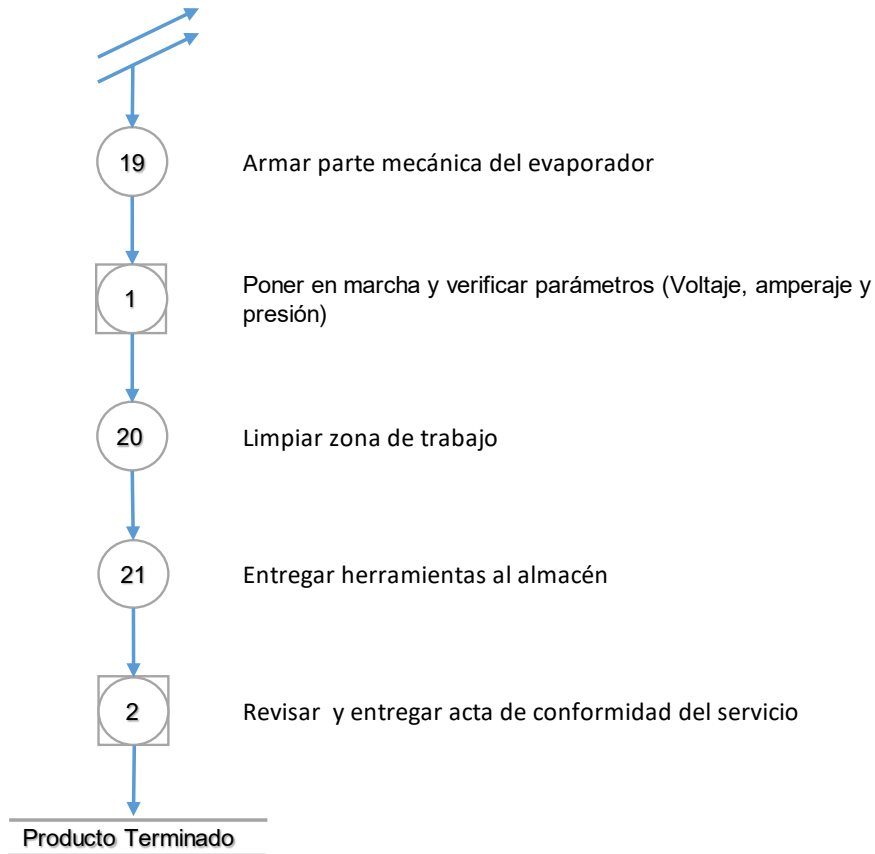 19 Armar parte mecánica del evaporador
1 Poner en marcha y verificar parámetros (Voltaje, amperaje y
presión)
20 Limpiar zona de trabajo
21 Entregar herramientas al almacén
2 Revisar y entregar acta de conformidad del servicio
Producto Terminado